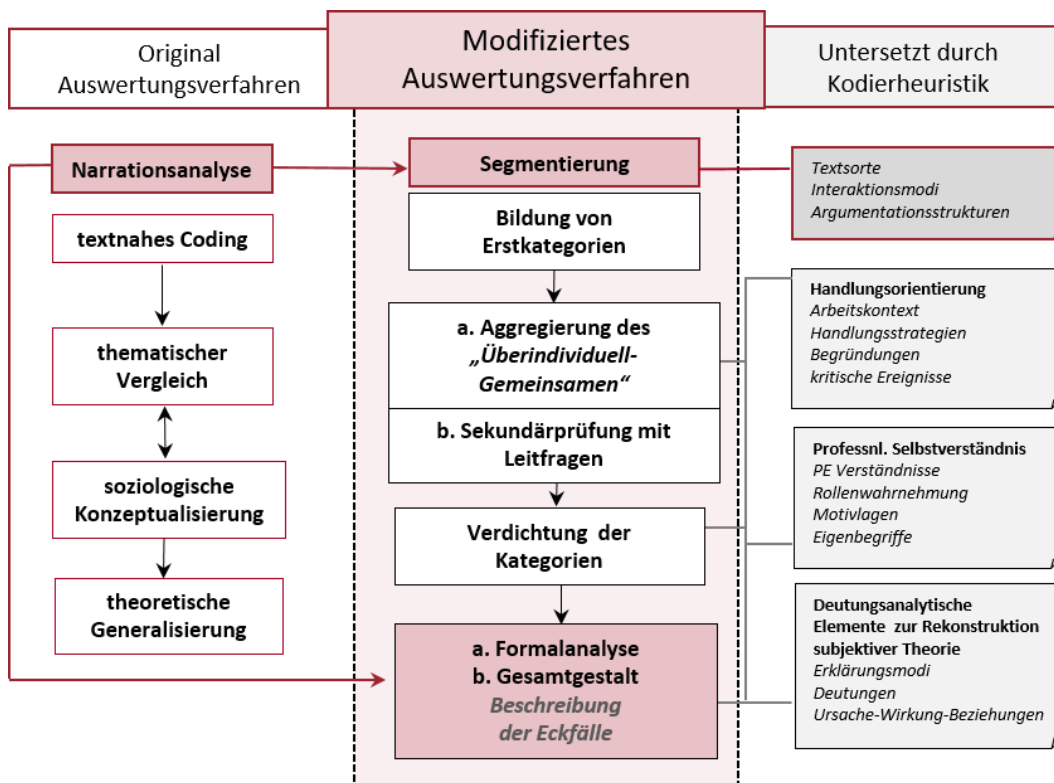 Original
Auswertungsverfahren
Modifiziertes
Auswertungsverfahren
Untersetzt durch
Kodierheuristik
Narrationsanalyse
textnahes Coding
thematischer
Vergleich
soziologische
Konzeptualisierung
theoretische
Generalisierung
Segmentierung
Bildung von
Erstkategorien
a. Aggregierung des
„Überindividuell-
Gemeinsamen“
b. Sekundärprüfung mit
Leitfragen
Verdichtung der
Kategorien
a. Formalanalyse
b. Gesamtgestalt
Beschreibung
der Eckfälle
Textsorte
Interaktionsmodi
Argumentationsstrukturen
Handlungsorientierung
Arbeitskontext
Handlungsstrategien
Begründungen
kritische Ereignisse
Professnl. Selbstverständnis
PE Verständnisse
Rollenwahrnehmung
Motivlagen
Eigenbegriffe
Deutungsanalytische
Elemente zur Rekonstruktion
subjektiver Theorie
Erklärungsmodi
Deutungen
Ursache-Wirkung-Beziehungen